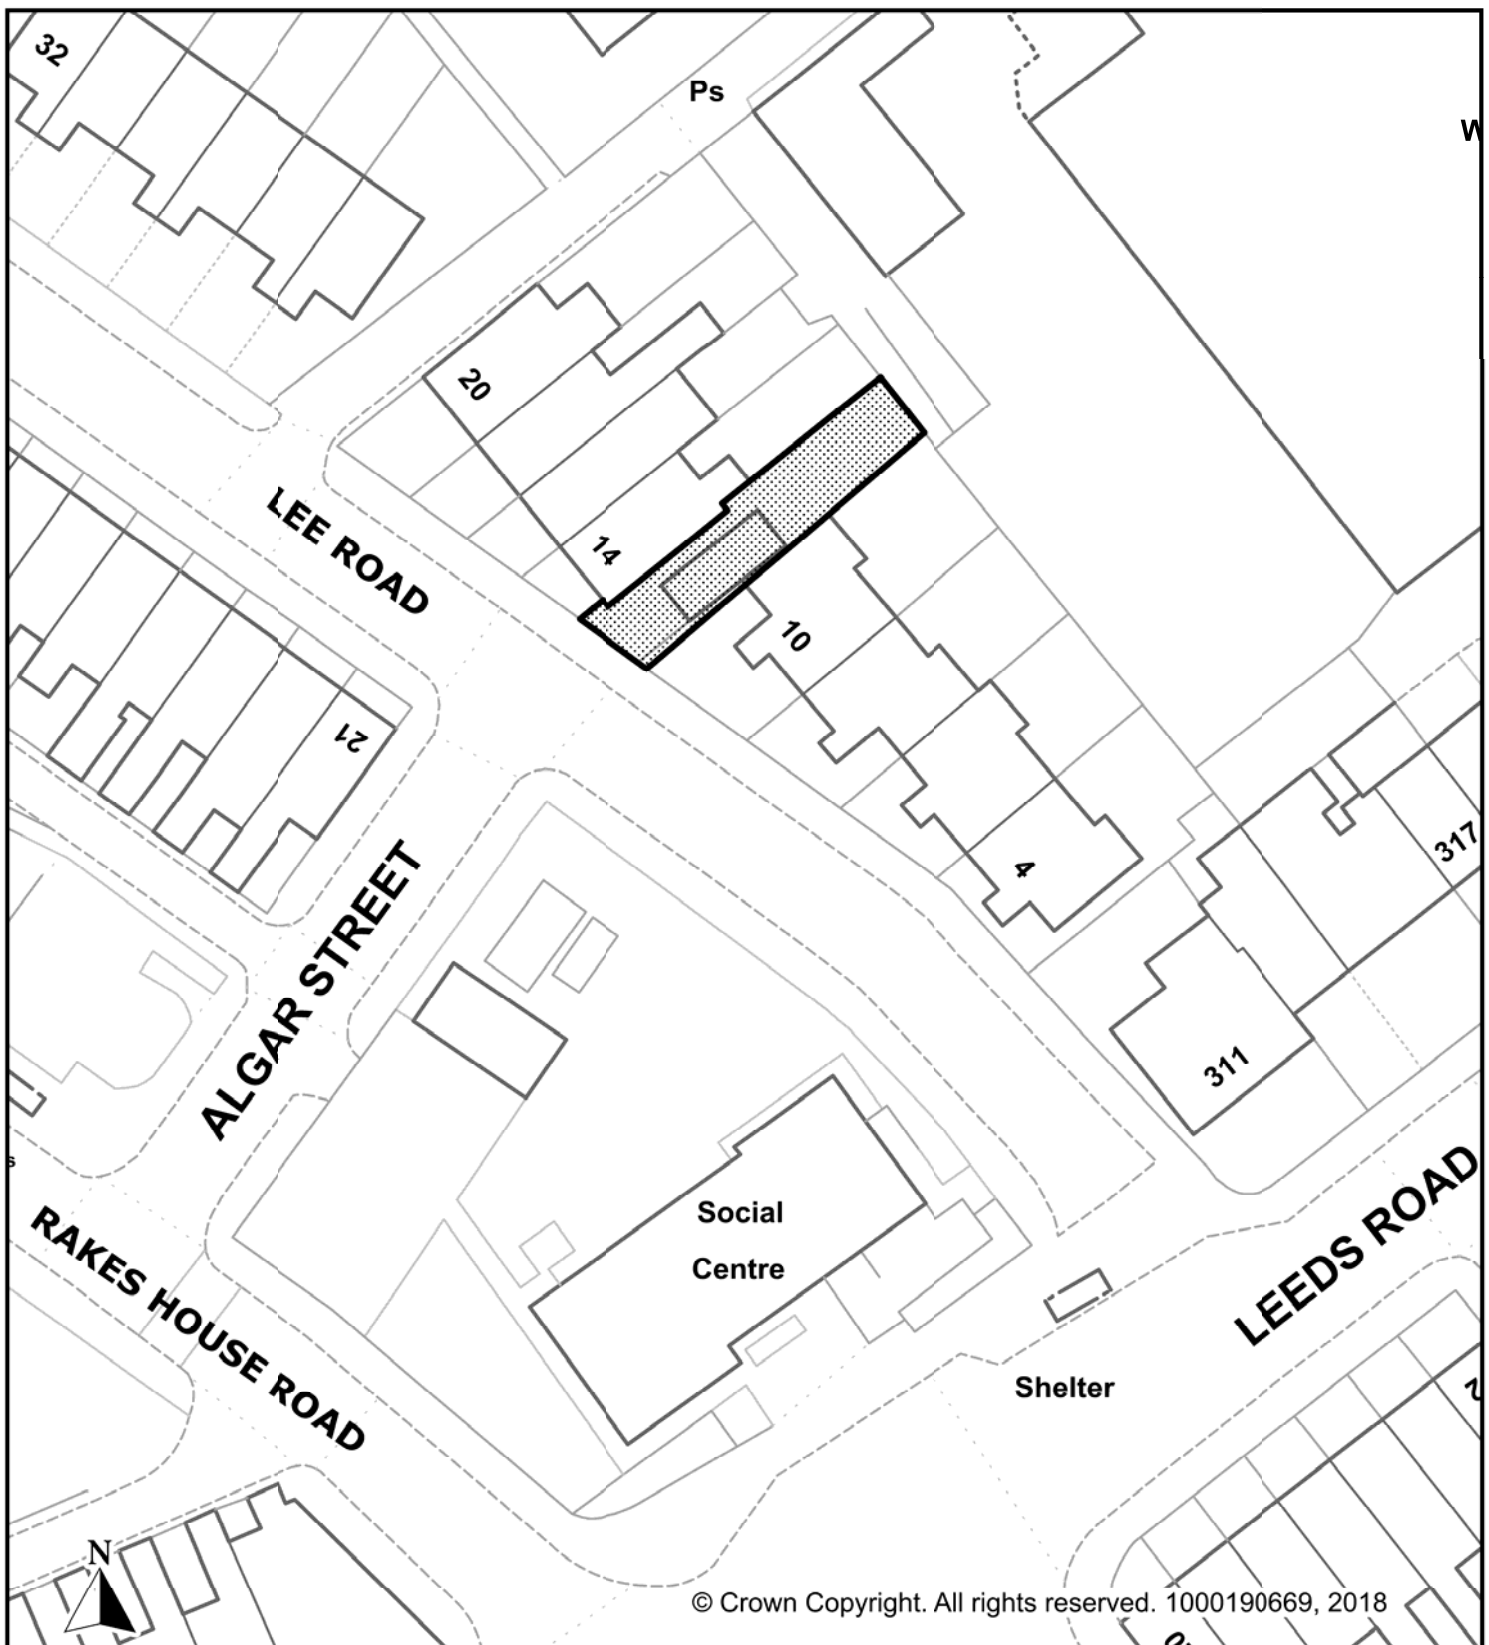 32
Ps
W
20
LEE ROAD
14
10
21
4
317
ALGAR STREET
311
Social
Centre
RAKES HOUSE ROAD
LEEDS ROAD
Shelter
2
N
© Crown Copyright. All rights reserved. 1000190669, 2018